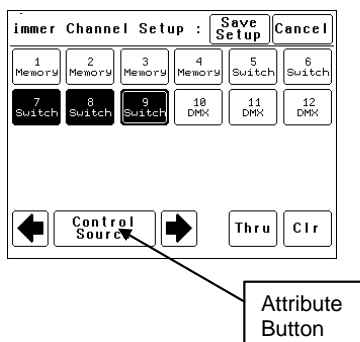 immer Channel Setup : Save Setup Cancel
1 Memory 2 Memory 3 Memory 4 Memory 5 Switch 6 Switch
7 Switch 8 Switch 9 Switch 10 DMX 11 DMX 12 DMX
Control Sourc Thru Clr
Attribute
Button